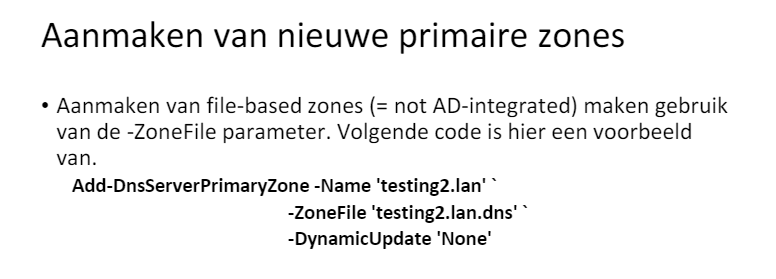 Aanmaken van nieuwe primaire zones
• Aanmaken van file-based zones (= not AD-integrated) maken gebruik
van de -ZoneFile parameter. Volgende code is hier een voorbeeld
van.
Add-DnsServerPrimaryZone -Name 'testing2.lan' `
-ZoneFile 'testing2.lan.dns' `
-DynamicUpdate 'None'